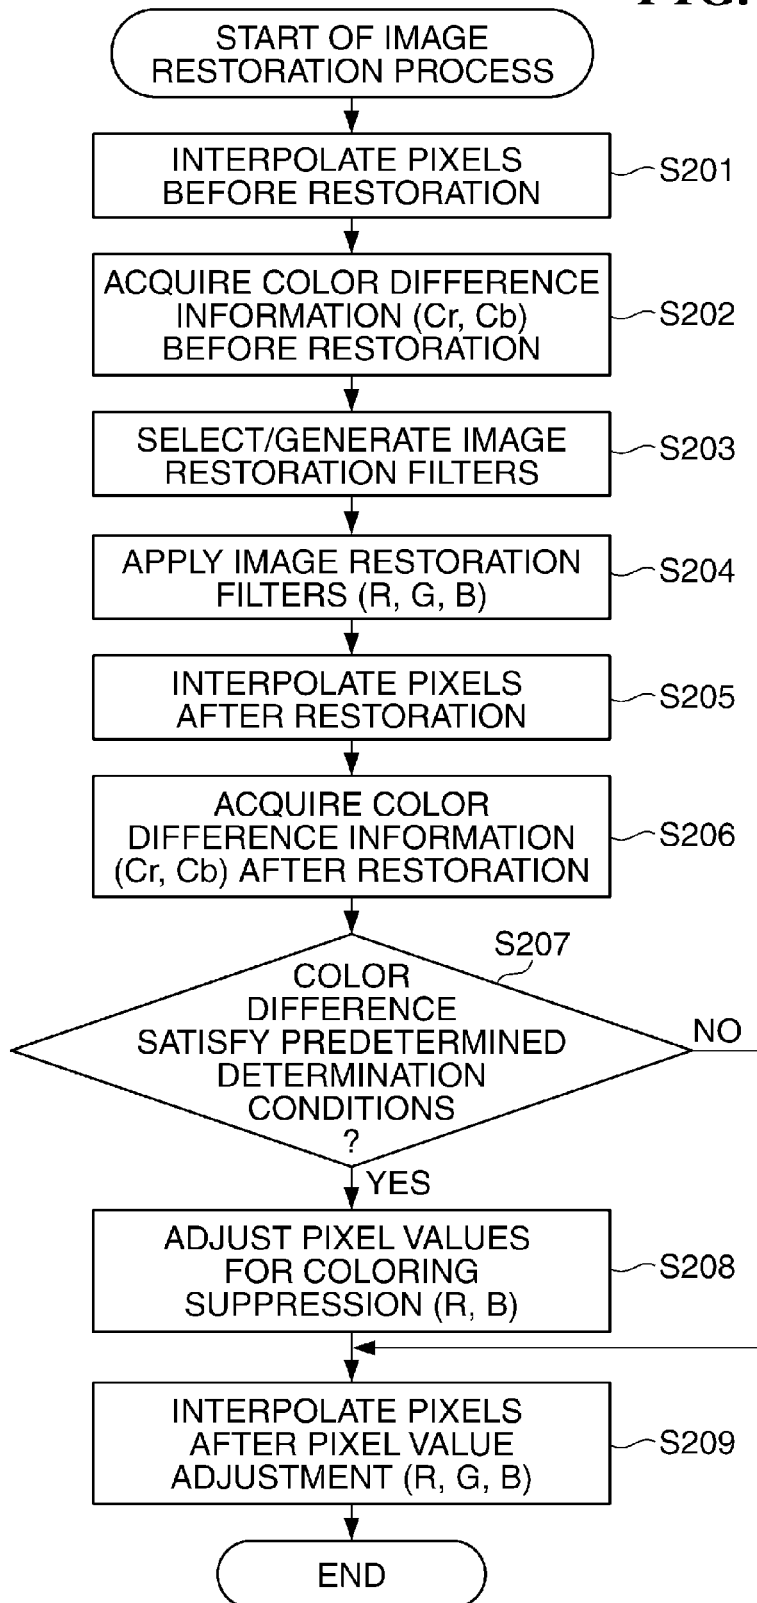 FIG.
START OF IMAGE
RESTORATION PROCESS
INTERPOLATE PIXELS
BEFORE RESTORATION
S201
ACQUIRE COLOR DIFFERENCE
INFORMATION (Cr, Cb)
BEFORE RESTORATION
S202
SELECT/GENERATE IMAGE
RESTORATION FILTERS
S203
APPLY IMAGE RESTORATION
FILTERS (R, G, B)
S204
INTERPOLATE PIXELS
AFTER RESTORATION
S205
ACQUIRE COLOR
DIFFERENCE INFORMATION
(Cr, Cb) AFTER RESTORATION
S206
S207
COLOR
DIFFERENCE
SATISFY PREDETERMINED
DETERMINATION
CONDITIONS
?
NO
YES
ADJUST PIXEL VALUES
FOR COLORING
SUPPRESSION (R, B)
S208
INTERPOLATE PIXELS
AFTER PIXEL VALUE
ADJUSTMENT (R, G, B)
S209
END